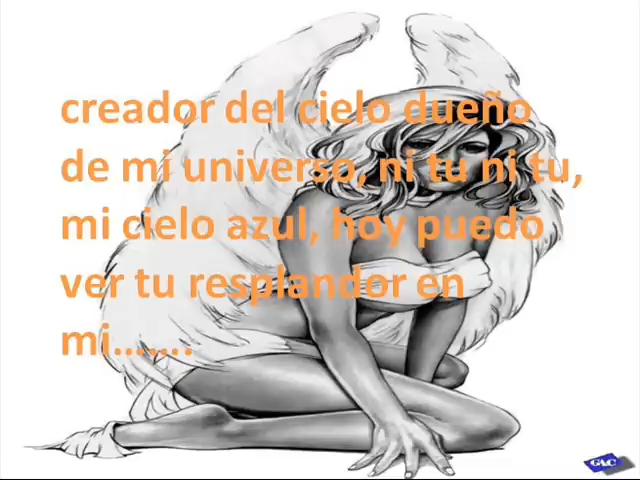 creador del cielo dueño
de mi universo, ni tu ni tu,
mi cielo azul, hoy puedo
ver tu resplandor en
mi.......
GAC